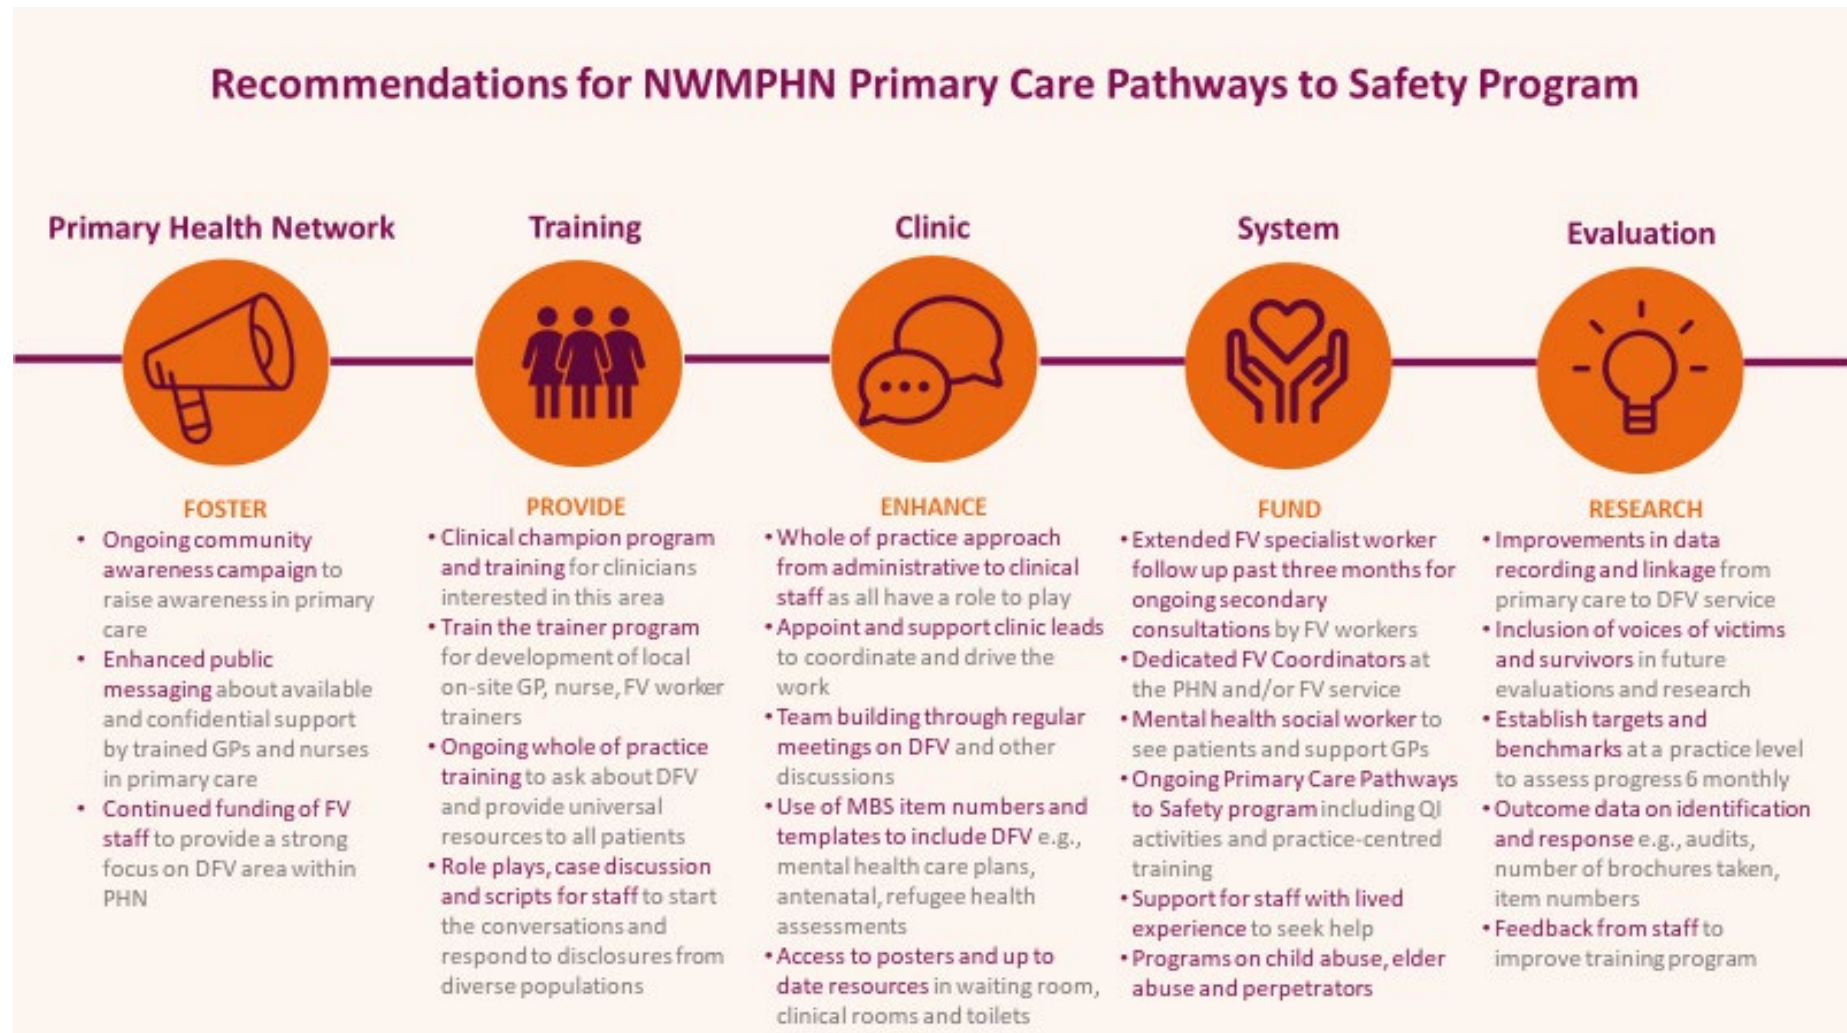 Recommendations for NWMPHN Primary Care Pathways to Safety Program
Primary Health Network
FOSTER
• Ongoing community
awareness campaign to
raise awareness in primary
care
• Enhanced public
messaging about available
and confidential support
by trained GPs and nurses
in primary care
• Continued funding of FV
staff to provide a strong
focus on DFV area within
PHN
Training
PROVIDE
• Clinical champion program
and training for clinicians
interested in this area
• Train the trainer program
for development of local
on-site GP, nurse, FV worker
trainers
• Ongoing whole of practice
training to ask about DFV
and provide universal
resources to all patients
• Role plays, case discussion
and scripts for staff to start
the conversations and
respond to disclosures from
diverse populations
Clinic
ENHANCE
• Whole of practice approach
from administrative to clinical
staff as all have a role to play
• Appoint and support clinic leads
to coordinate and drive the
work
• Team building through regular
meetings on DFV and other
discussions
• Use of MBS item numbers and
templates to include DFV e.g.,
mental health care plans,
antenatal, refugee health
assessments
• Access to posters and up to
date resources in waiting room,
clinical rooms and toilets
System
FUND
• Extended FV specialist worker
follow up past three months for
ongoing secondary
consultations by FV workers
• Dedicated FV Coordinators at
the PHN and/or FV service
• Mental health social worker to
see patients and support GPs
• Ongoing Primary Care Pathways
to Safety program including QI
activities and practice-centred
training
• Support for staff with lived
experience to seek help
• Programs on child abuse, elder
abuse and perpetrators
Evaluation
RESEARCH
• Improvements in data
recording and linkage from
primary care to DFV service
• Inclusion of voices of victims
and survivors in future
evaluations and research
• Establish targets and
benchmarks at a practice level
to assess progress 6 monthly
• Outcome data on identification
and response e.g., audits,
number of brochures taken,
item numbers
• Feedback from staff to
improve training program